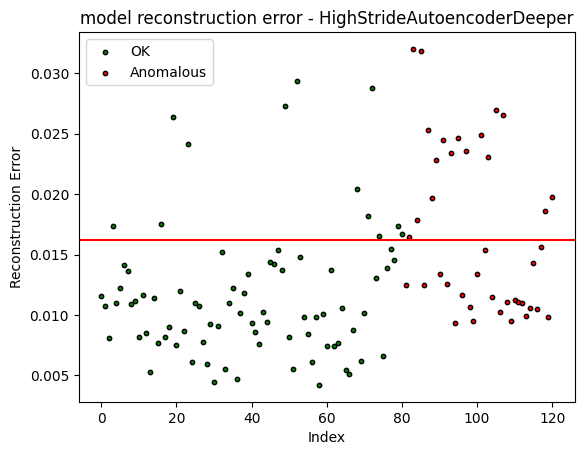 model reconstruction error - HighStrideAutoencoderDeeper
OK
Anomalous
Reconstruction Error
0.030
0.025
0.020
0.015
0.010
0.005
0 20 40 60 80 100 120
Index